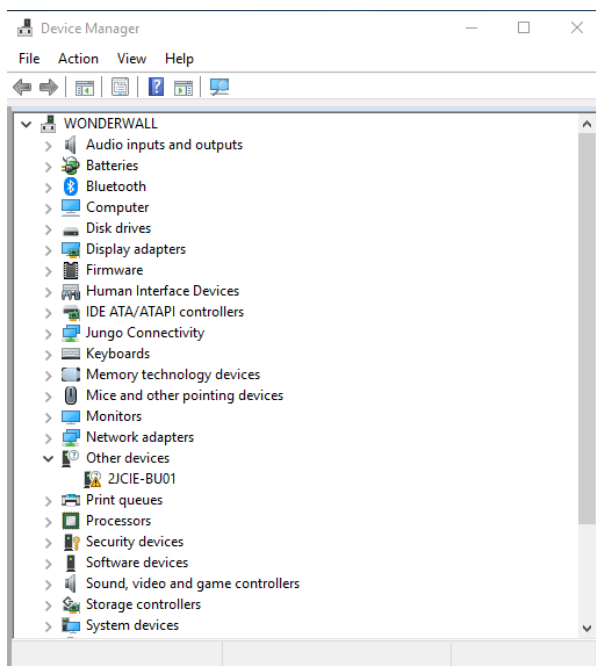 Device Manager
File Action View Help
WONDERWALL
Audio inputs and outputs
Batteries
Bluetooth
Computer
Disk drives
Display adapters
Firmware
Human Interface Devices
IDE ATA/ATAPI controllers
Jungo Connectivity
Keyboards
Memory technology devices
Mice and other pointing devices
Monitors
Network adapters
Other devices
2JCIE-BU01
Print queues
Processors
Security devices
Software devices
Sound, video and game controllers
Storage controllers
System devices